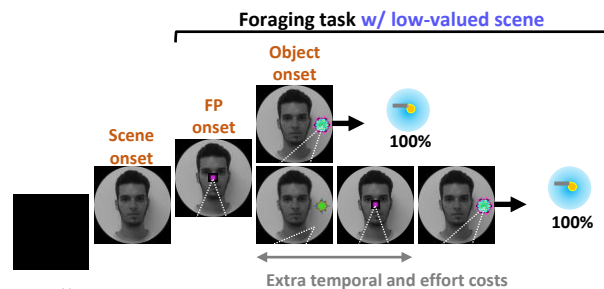 Foraging task w/ low-valued scene
Object
onset
FP
onset
Scene
onset
100%
100%
Extra temporal and effort costs